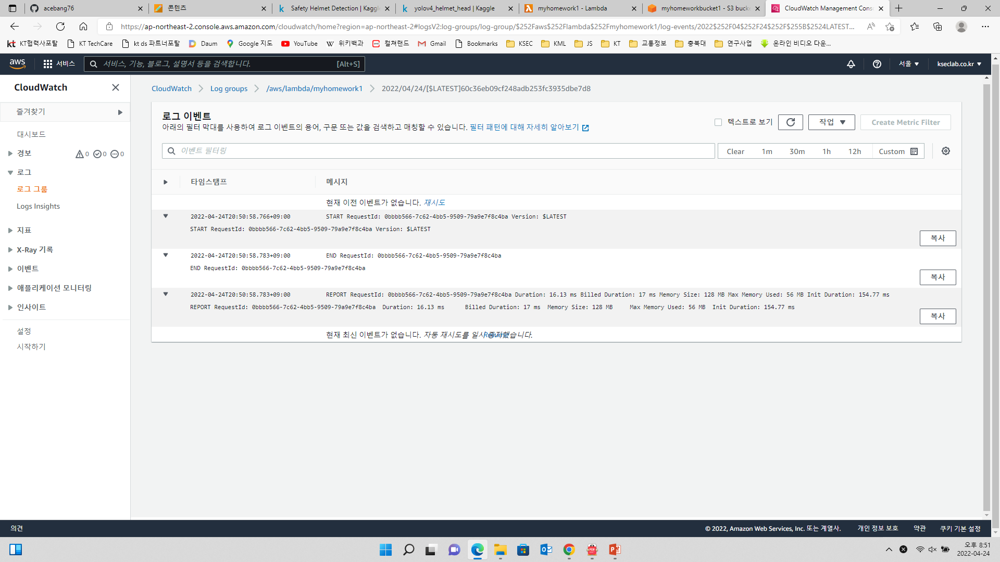 acebang76
콘텐츠
Safety Helmet Detection | Kaggl
yolov4_helmet_head | Kaggle
myhomework1 - Lambda
myhomeworkbucket1 - S3 bucke
CloudWatch Management Cons
https://ap-northeast-2.console.aws.amazon.com/cloudwatch/home?region=ap-northeast-2#logsV2:log-groups/log-group/$252Faws$252Flambda$252Fmyhomework1/log-events/2022$252F04$252F24$252F$255B$2524LATEST...
kt KT협력사포탈
KT TechCare
kt ds 파트너포탈
Daum
Google 지도
YouTube
W 위키백과
컬쳐랜드
Gmail
Bookmarks
KSEC
KML
JS
KT
교통정보
충북대
연구사업
온라인 비디오 다운...
aws
서비스
서비스, 기능, 블로그, 설명서 등을 검색합니다.
[Alt+S]
서울
kseclab.co.kr
CloudWatch
즐겨찾기
대시보드
경보
0
0
0
로그
로그 그룹
Logs Insights
지표
X-Ray 기록
이벤트
애플리케이션 모니터링
인사이트
설정
시작하기
CloudWatch
Log groups
/aws/lambda/myhomework1
2022/04/24/[$LATEST]60c36eb09cf248adb253fc3935dbe7d8
로그 이벤트
아래의 필터 막대를 사용하여 로그 이벤트의 용어, 구문 또는 값을 검색하고 매칭할 수 있습니다. 필터 패턴에 대해 자세히 알아보기
텍스트로 보기
작업
Create Metric Filter
이벤트 필터링
Clear
1m
30m
1h
12h
Custom
타임스탬프
메시지
현재 이전 이벤트가 없습니다. 재시도
2022-04-24T20:50:58.766+09:00
START RequestId: 0bbbb566-7c62-4bb5-9509-79a9e7f8c4ba Version: $LATEST
START RequestId: 0bbbb566-7c62-4bb5-9509-79a9e7f8c4ba Version: $LATEST
복사
2022-04-24T20:50:58.783+09:00
END RequestId: 0bbbb566-7c62-4bb5-9509-79a9e7f8c4ba
END RequestId: 0bbbb566-7c62-4bb5-9509-79a9e7f8c4ba
복사
2022-04-24T20:50:58.783+09:00
REPORT RequestId: 0bbbb566-7c62-4bb5-9509-79a9e7f8c4ba Duration: 16.13 ms Billed Duration: 17 ms Memory Size: 128 MB Max Memory Used: 56 MB Init Duration: 154.77 ms
REPORT RequestId: 0bbbb566-7c62-4bb5-9509-79a9e7f8c4ba Duration: 16.13 ms Billed Duration: 17 ms Memory Size: 128 MB Max Memory Used: 56 MB Init Duration: 154.77 ms
복사
현재 최신 이벤트가 없습니다. 자동 재시도를 일시 중지했습니다.
의견
© 2022, Amazon Web Services, Inc. 또는 계열사.
개인 정보 보호
약관
쿠키 기본 설정
오후 8:51
2022-04-24